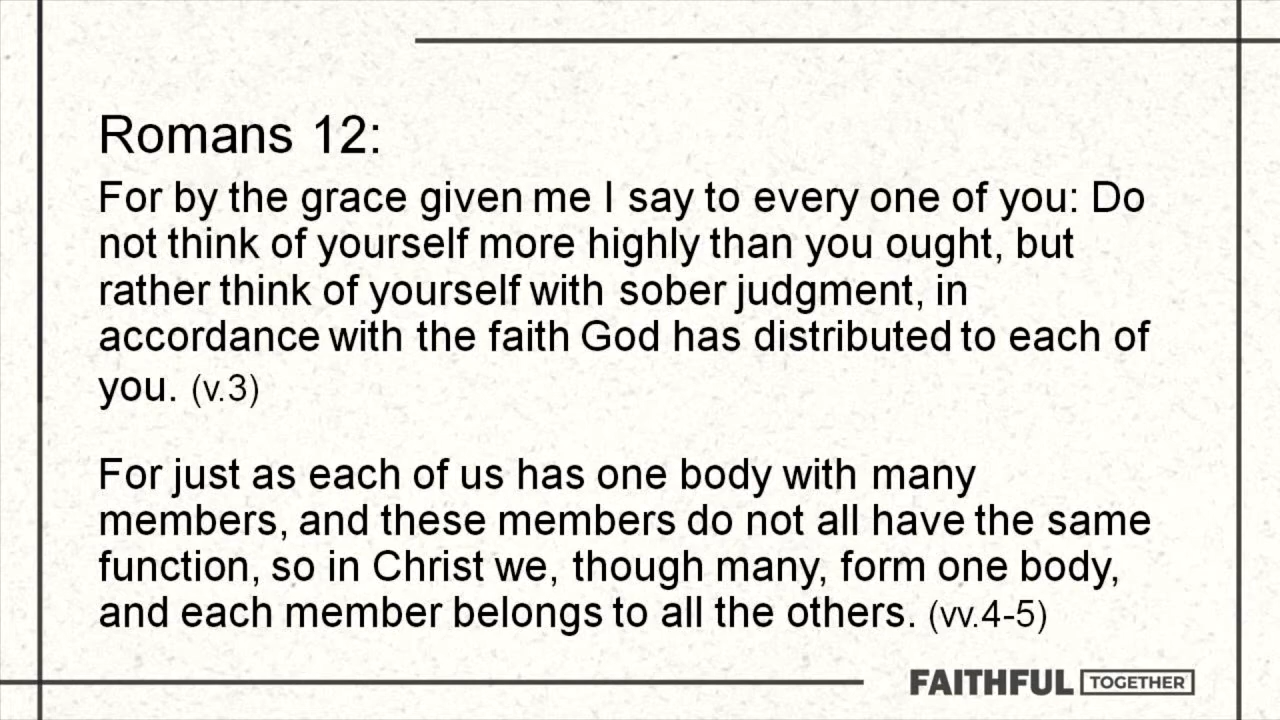 Romans 12:
For by the grace given me I say to every one of you: Do
not think of yourself more highly than you ought, but
rather think of yourself with sober judgment, in
accordance with the faith God has distributed to each of
you. (v.3)
For just as each of us has one body with many
members, and these members do not all have the same
function, so in Christ we, though many, form one body,
and each member belongs to all the others. (vv.4-5)
FAITHFUL TOGETHER